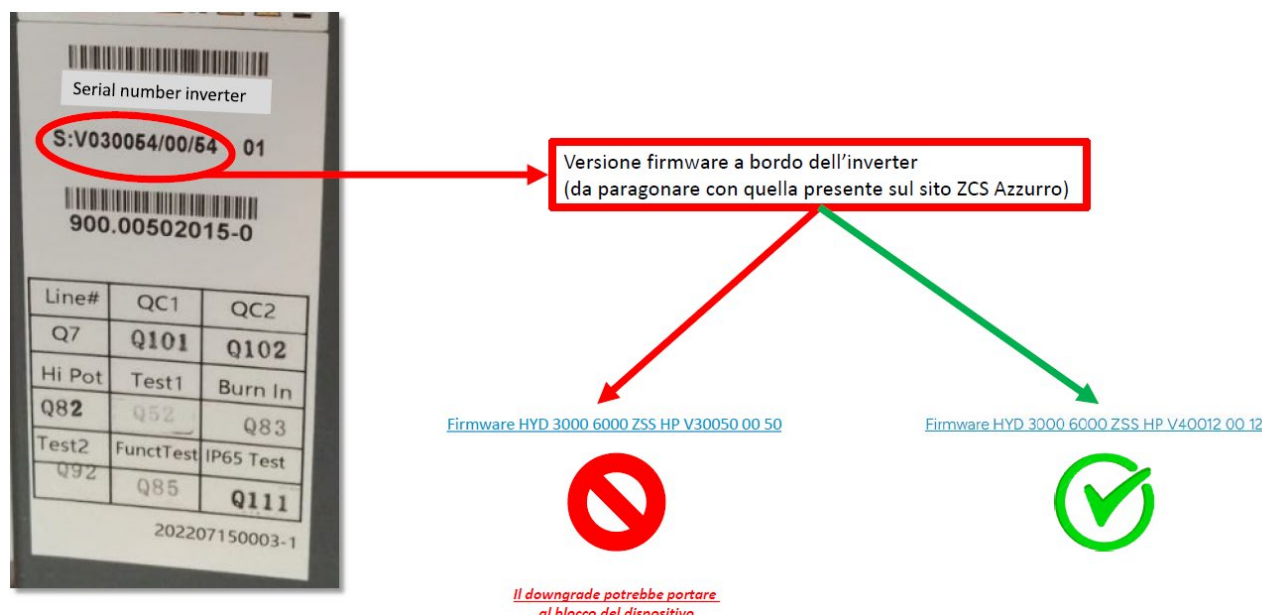 Serial number inverter
S:V030054/00/54 01
900.00502015-0
Line# QC1 QC2
Q7 Q101 Q102
Hi Pot Test1 Burn In
Q82 Q52 Q83
Test2 FunctTest IP65 Test
Q92 Q85 Q111
202207150003-1
Versione firmware a bordo dell'inverter
(da paragonare con quella presente sul sito ZCS Azzurro)
Firmware HYD 3000 6000 ZSS HP V30050 00 50
Firmware HYD 3000 6000 ZSS HP V40012 00 12
Il downgrade potrebbe portare
al blocco del dispositivo